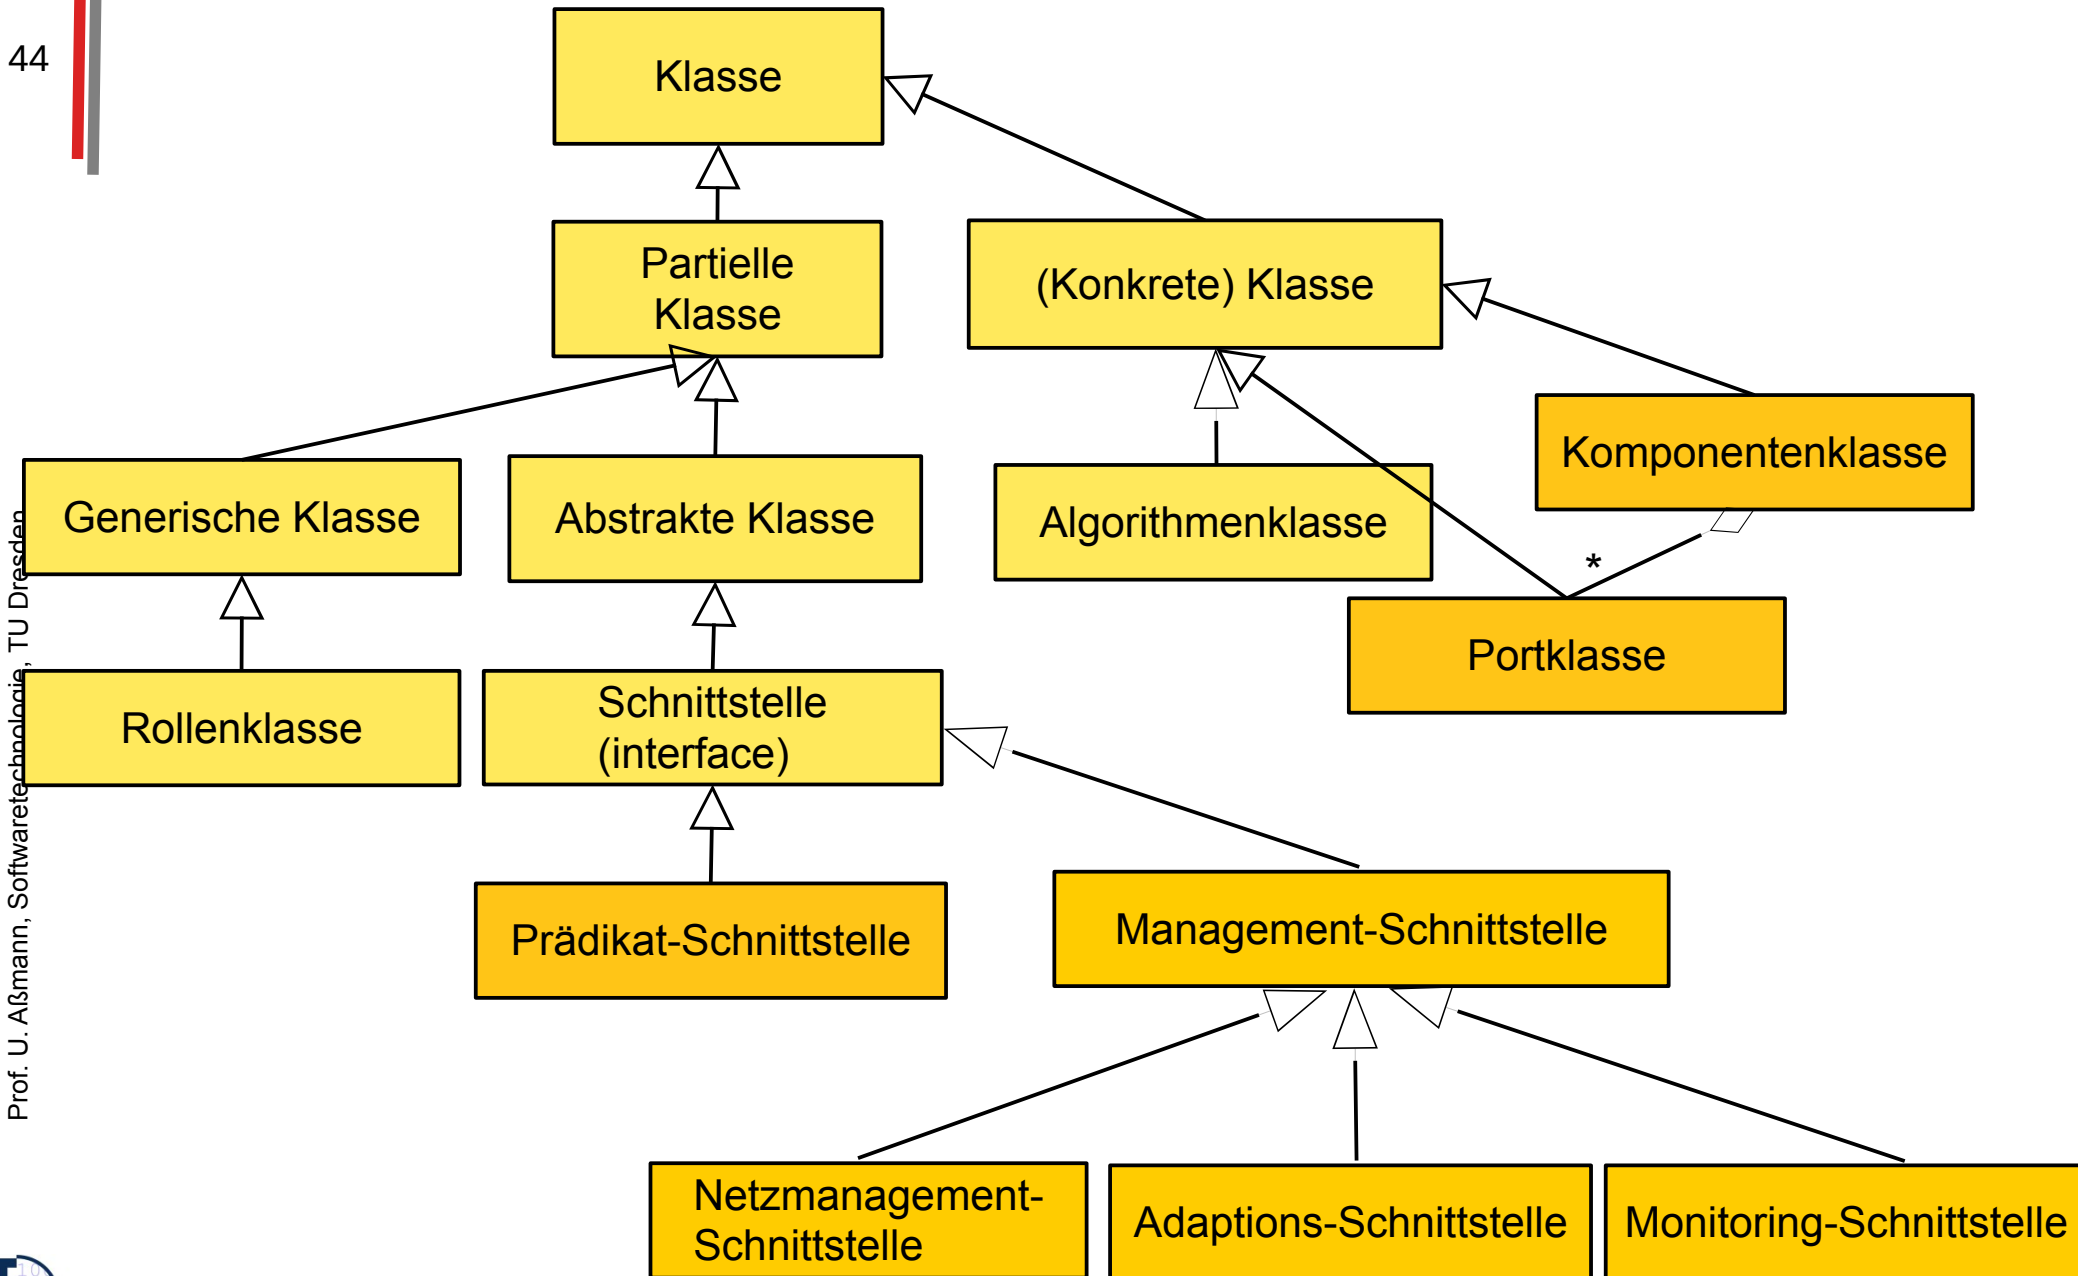 44
Klasse
Partielle
Klasse
(Konkrete) Klasse
Komponentenklasse
Generische Klasse
Abstrakte Klasse
Algorithmenklasse
*
Portklasse
Rollenklasse
Schnittstelle
(interface)
Prädikat-Schnittstelle
Management-Schnittstelle
Netzmanagement-
Schnittstelle
Adaptions-Schnittstelle
Monitoring-Schnittstelle
Prof. U. Aßmann, Softwaretechnologie, TU Dresden
10